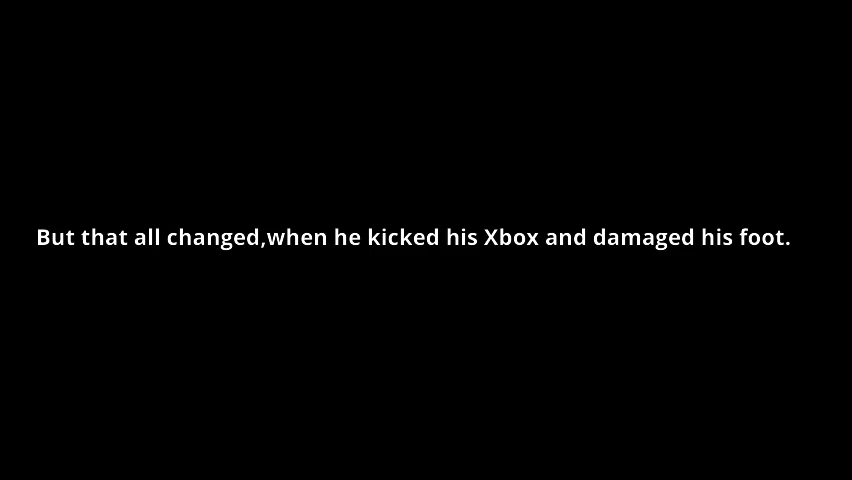 But that all changed,when he kicked his Xbox and damaged his foot.